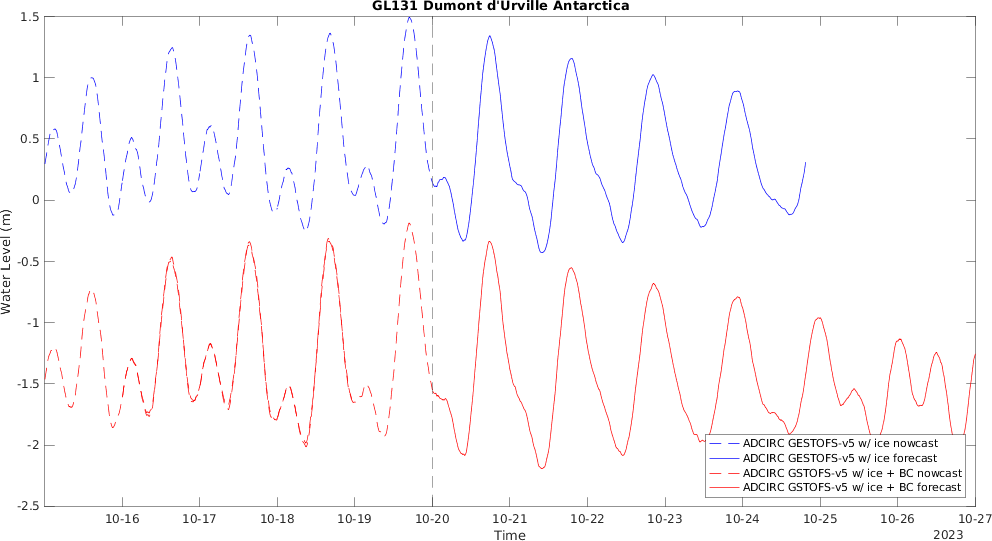 GL131 Dumont d'Urville Antarctica
1.5
1
0.5
0
-0.5
-1
-1.5
-2
-2.5
Water Level (m)
10-16 10-17 10-18 10-19 10-20 10-21 10-22 10-23 10-24 10-25 10-26 10-27
Time
2023
ADCIRC GESTOFS-v5 w/ ice nowcast
ADCIRC GESTOFS-v5 w/ ice forecast
ADCIRC GSTOFS-v5 w/ ice + BC nowcast
ADCIRC GSTOFS-v5 w/ ice + BC forecast